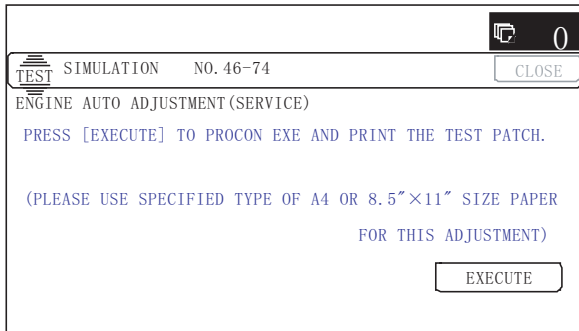 0
TEST SIMULATION NO.46-74 CLOSE
ENGINE AUTO ADJUSTMENT(SERVICE)
PRESS [EXECUTE] TO PROCON EXE AND PRINT THE TEST PATCH.
(PLEASE USE SPECIFIED TYPE OF A4 OR 8.5″×11″ SIZE PAPER
FOR THIS ADJUSTMENT)
EXECUTE